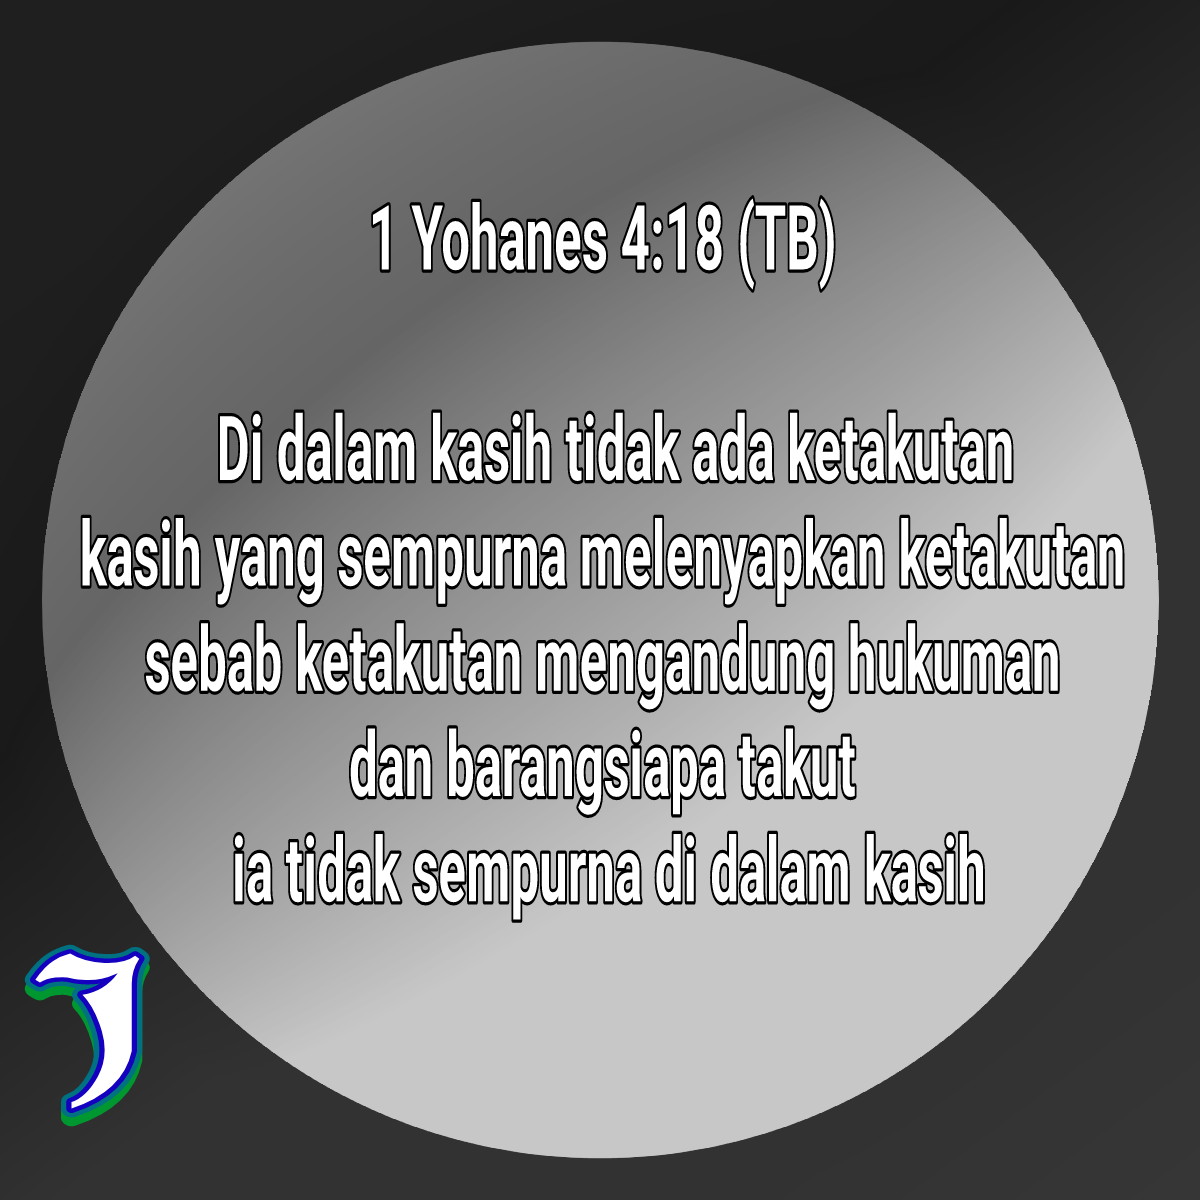 1 Yohanes 4:18 (TB)
Di dalam kasih tidak ada ketakutan
kasih yang sempurna melenyapkan ketakutan
sebab ketakutan mengandung hukuman
dan barangsiapa takut
ia tidak sempurna di dalam kasih